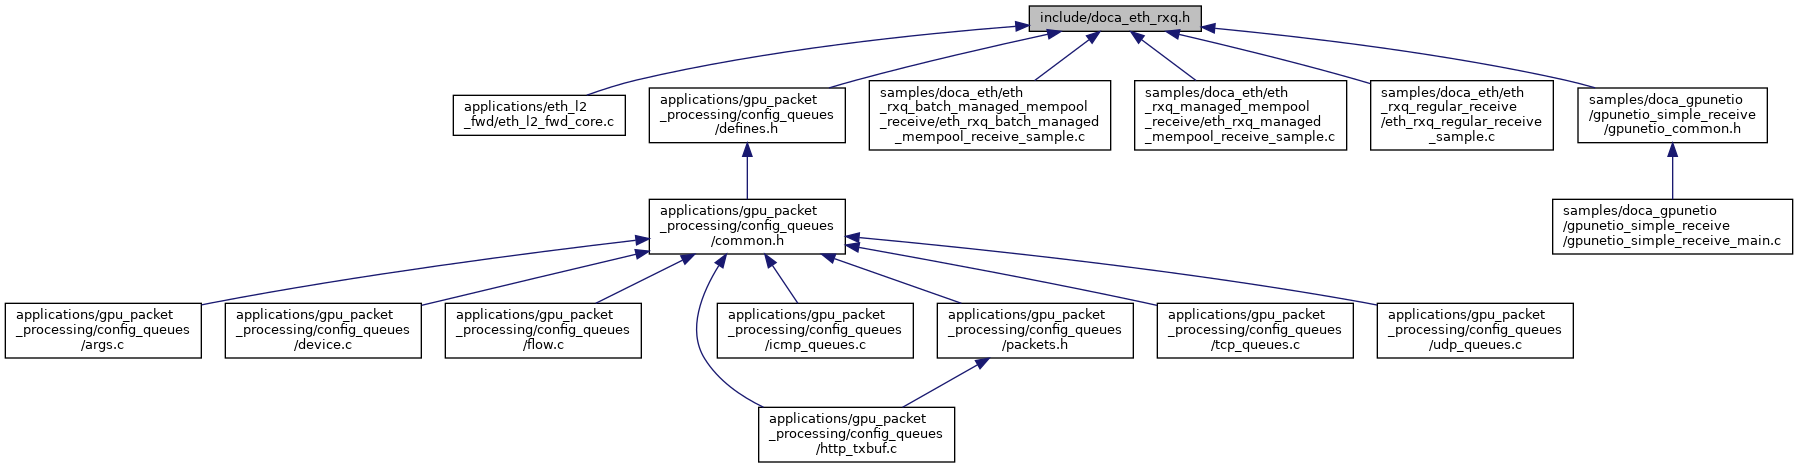 include/doca_eth_rxq.h
applications/eth_l2
_fwd/eth_l2_fwd_core.c
applications/gpu_packet
_processing/config_queues
/defines.h
samples/doca_eth/eth
_rxq_batch_managed_mempool
_receive/eth_rxq_batch_managed
_mempool_receive_sample.c
samples/doca_eth/eth
_rxq_managed_mempool
_receive/eth_rxq_managed
_mempool_receive_sample.c
samples/doca_eth/eth
_rxq_regular_receive
/eth_rxq_regular_receive
_sample.c
samples/doca_gpunetio
/gpunetio_simple_receive
/gpunetio_common.h
applications/gpu_packet
_processing/config_queues
/common.h
samples/doca_gpunetio
/gpunetio_simple_receive
/gpunetio_simple_receive_main.c
applications/gpu_packet
_processing/config_queues
/args.c
applications/gpu_packet
_processing/config_queues
/device.c
applications/gpu_packet
_processing/config_queues
/flow.c
applications/gpu_packet
_processing/config_queues
/icmp_queues.c
applications/gpu_packet
_processing/config_queues
/packets.h
applications/gpu_packet
_processing/config_queues
/tcp_queues.c
applications/gpu_packet
_processing/config_queues
/udp_queues.c
applications/gpu_packet
_processing/config_queues
/http_txbuf.c